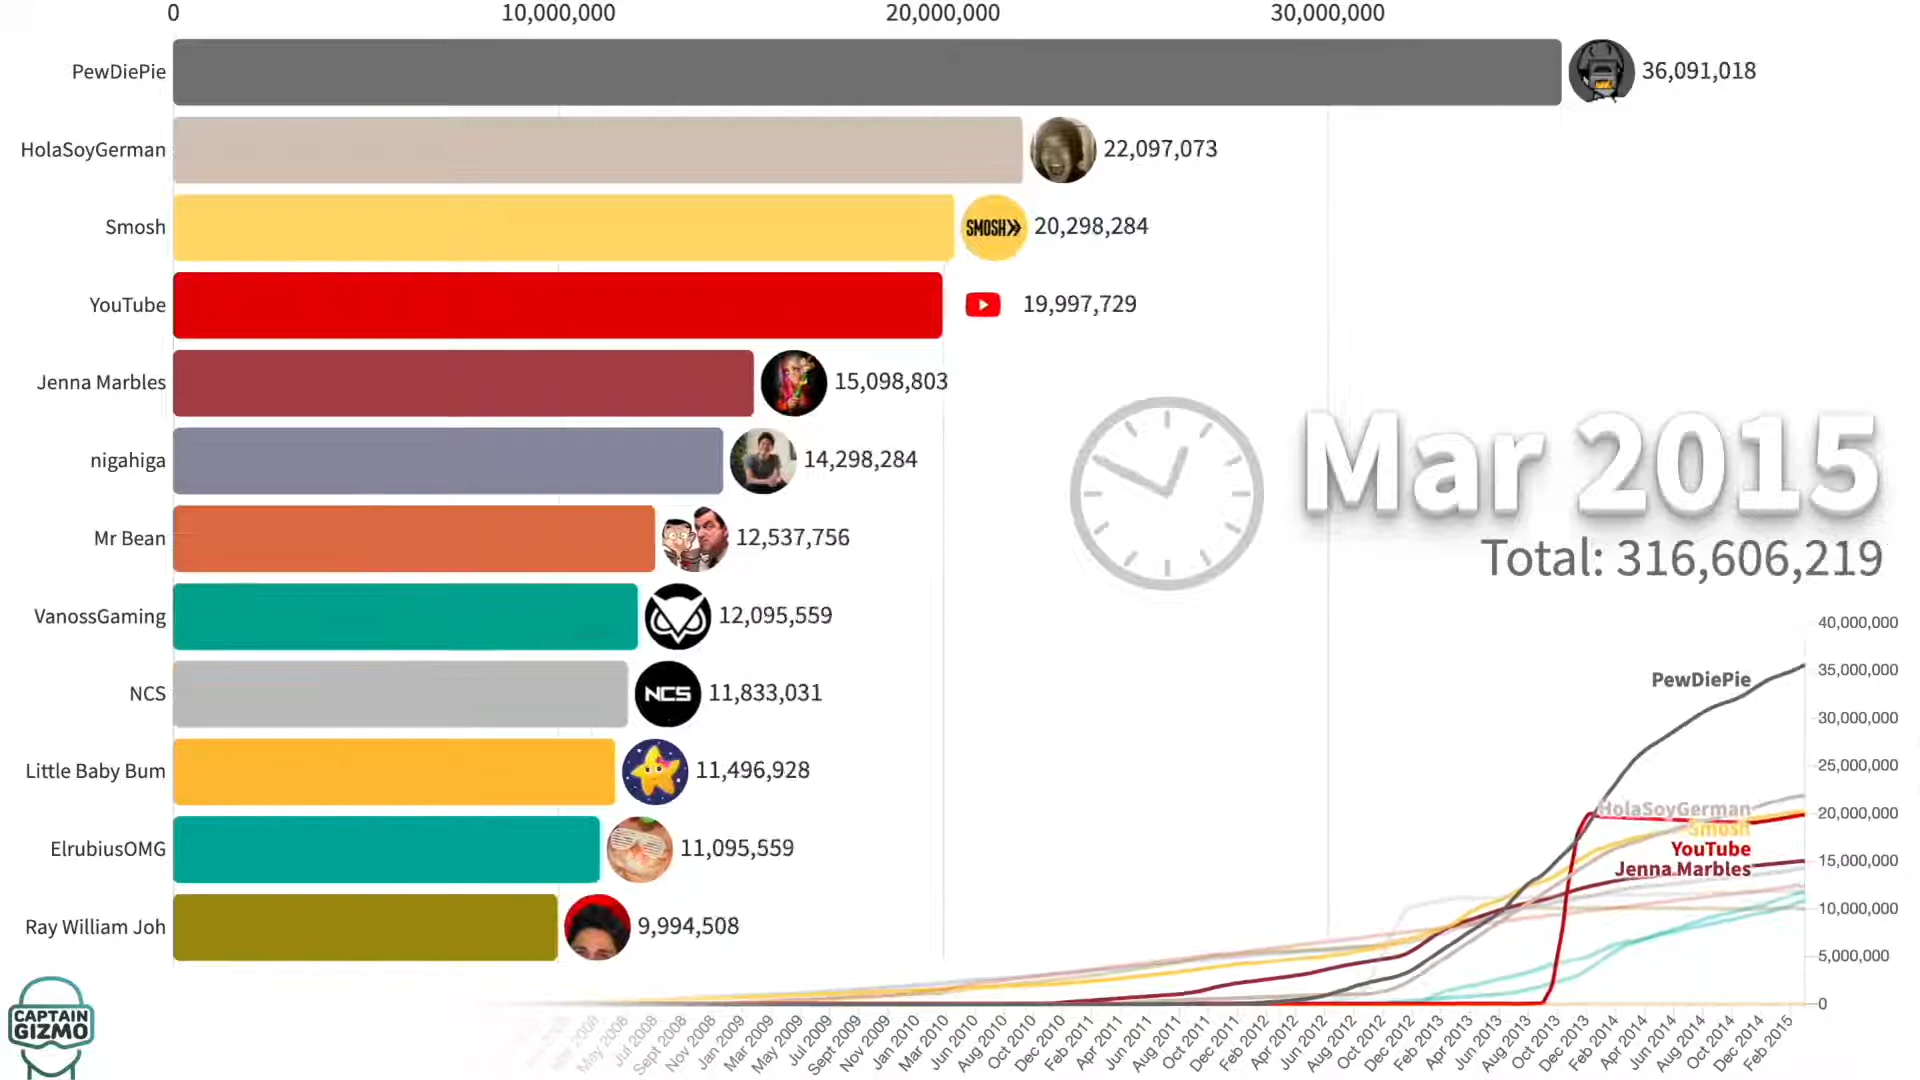 0 10,000,000 20,000,000 30,000,000
PewDiePie 36,091,018
HolaSoyGerman 22,097,073
Smosh SMOSH 20,298,284
YouTube 19,997,729
Jenna Marbles 15,098,803
nigahiga 14,298,284
Mr Bean 12,537,756
VanossGaming 12,095,559
NCS NCS 11,833,031
Little Baby Bum 11,496,928
ElrubiusOMG 11,095,559
Ray William Joh 9,994,508
Mar 2015
Total: 316,606,219
40,000,000
35,000,000
30,000,000
25,000,000
20,000,000
15,000,000
10,000,000
5,000,000
0
PewDiePie
HolaSoyGerman
Smosh
YouTube
Jenna Marbles
May 2008 Jul 2008 Sept 2008 Nov 2008 Jan 2009 Mar 2009 May 2009 Jul 2009 Sept 2009 Nov 2009 Jan 2010 Mar 2010 Jun 2010 Aug 2010 Oct 2010 Dec 2010 Feb 2011 Apr 2011 Jun 2011 Aug 2011 Oct 2011 Dec 2011 Feb 2012 Apr 2012 Jun 2012 Aug 2012 Oct 2012 Dec 2012 Feb 2013 Apr 2013 Jun 2013 Aug 2013 Oct 2013 Dec 2013 Feb 2014 Apr 2014 Jun 2014 Aug 2014 Oct 2014 Dec 2014 Feb 2015
CAPTAIN
GIZMO